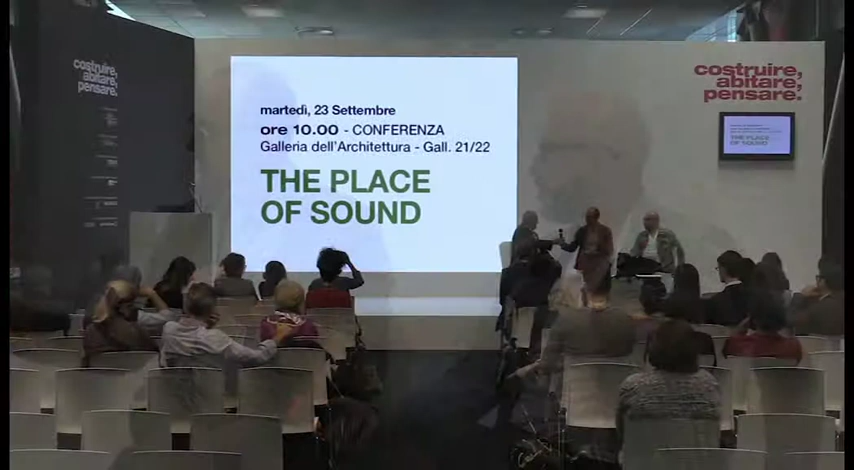 costruire,
abitare,
pensare.
martedì, 23 Settembre
ore 10.00 - CONFERENZA
Galleria dell'Architettura - Gall. 21/22
THE PLACE
OF SOUND
costruire,
abitare,
pensare.
THE PLACE
OF SOUND